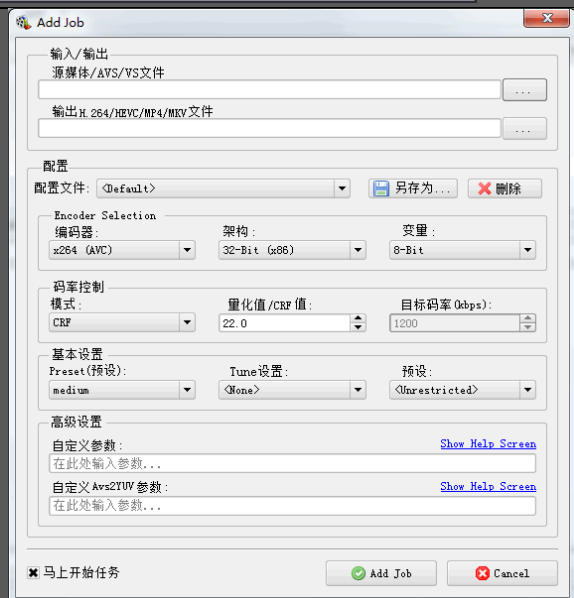 Add Job
输入/输出
源媒体/AVS/VS文件
...
输出H.264/HEVC/MP4/MKV文件
...
配置
配置文件: <Default> 另存为... 删除
Encoder Selection
编码器: 架构: 变量:
x264 (AVC) 32-Bit (x86) 8-Bit
码率控制
模式: 量化值/CRF值: 目标码率(kbps):
CRF 22.0 1200
基本设置
Preset(预设): Tune设置: 预设:
medium <None> <Unrestricted>
高级设置
自定义参数: Show Help Screen
在此处输入参数...
自定义Avs2YUV参数: Show Help Screen
在此处输入参数...
马上开始任务 Add Job Cancel